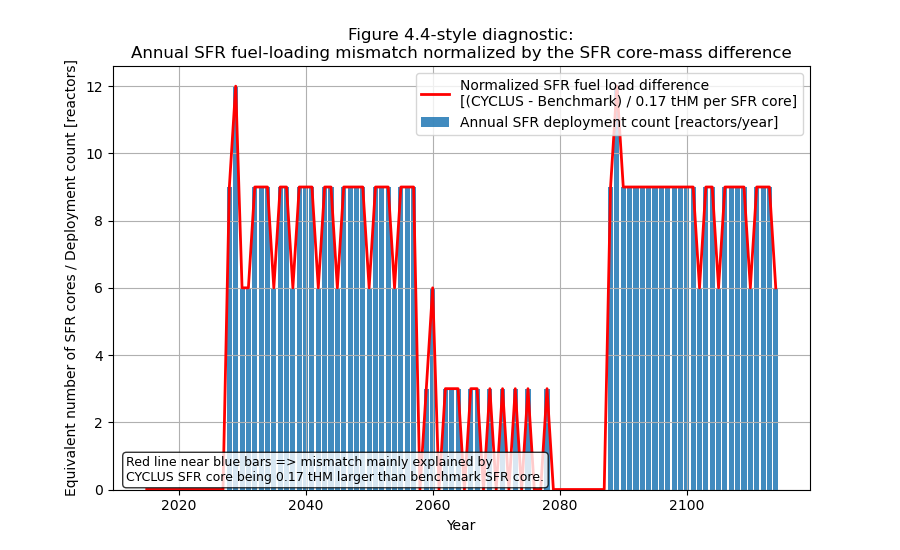 Figure 4.4-style diagnostic:
Annual SFR fuel-loading mismatch normalized by the SFR core-mass difference
Equivalent number of SFR cores / Deployment count [reactors]
12
10
8
6
4
2
0
Normalized SFR fuel load difference
[(CYCLUS - Benchmark) / 0.17 tHM per SFR core]
Annual SFR deployment count [reactors/year]
Red line near blue bars => mismatch mainly explained by
CYCLUS SFR core being 0.17 tHM larger than benchmark SFR core.
2020
2040
2060
2080
2100
Year